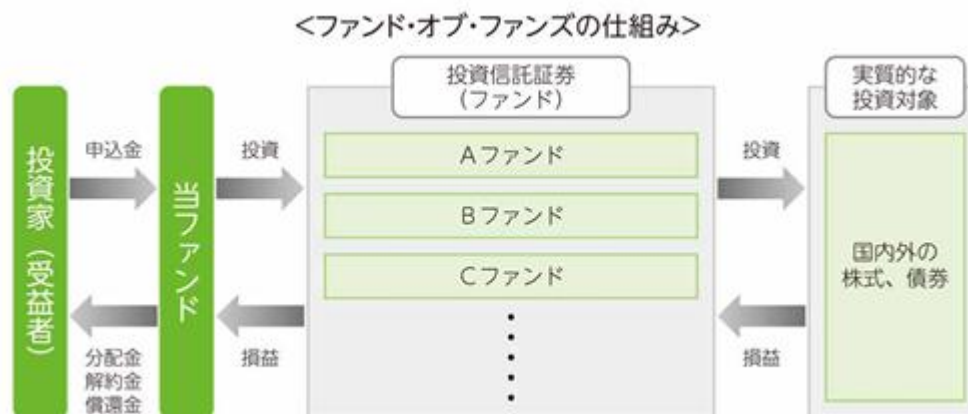 ＜ファンド・オブ・ファンズの仕組み＞
投資信託証券
（ファンド）
実質的な
投資対象
投資家（受益者）
申込金
当ファンド
投資
Aファンド
Bファンド
Cファンド
投資
国内外の
株式、債券
分配金
解約金
償還金
損益
損益